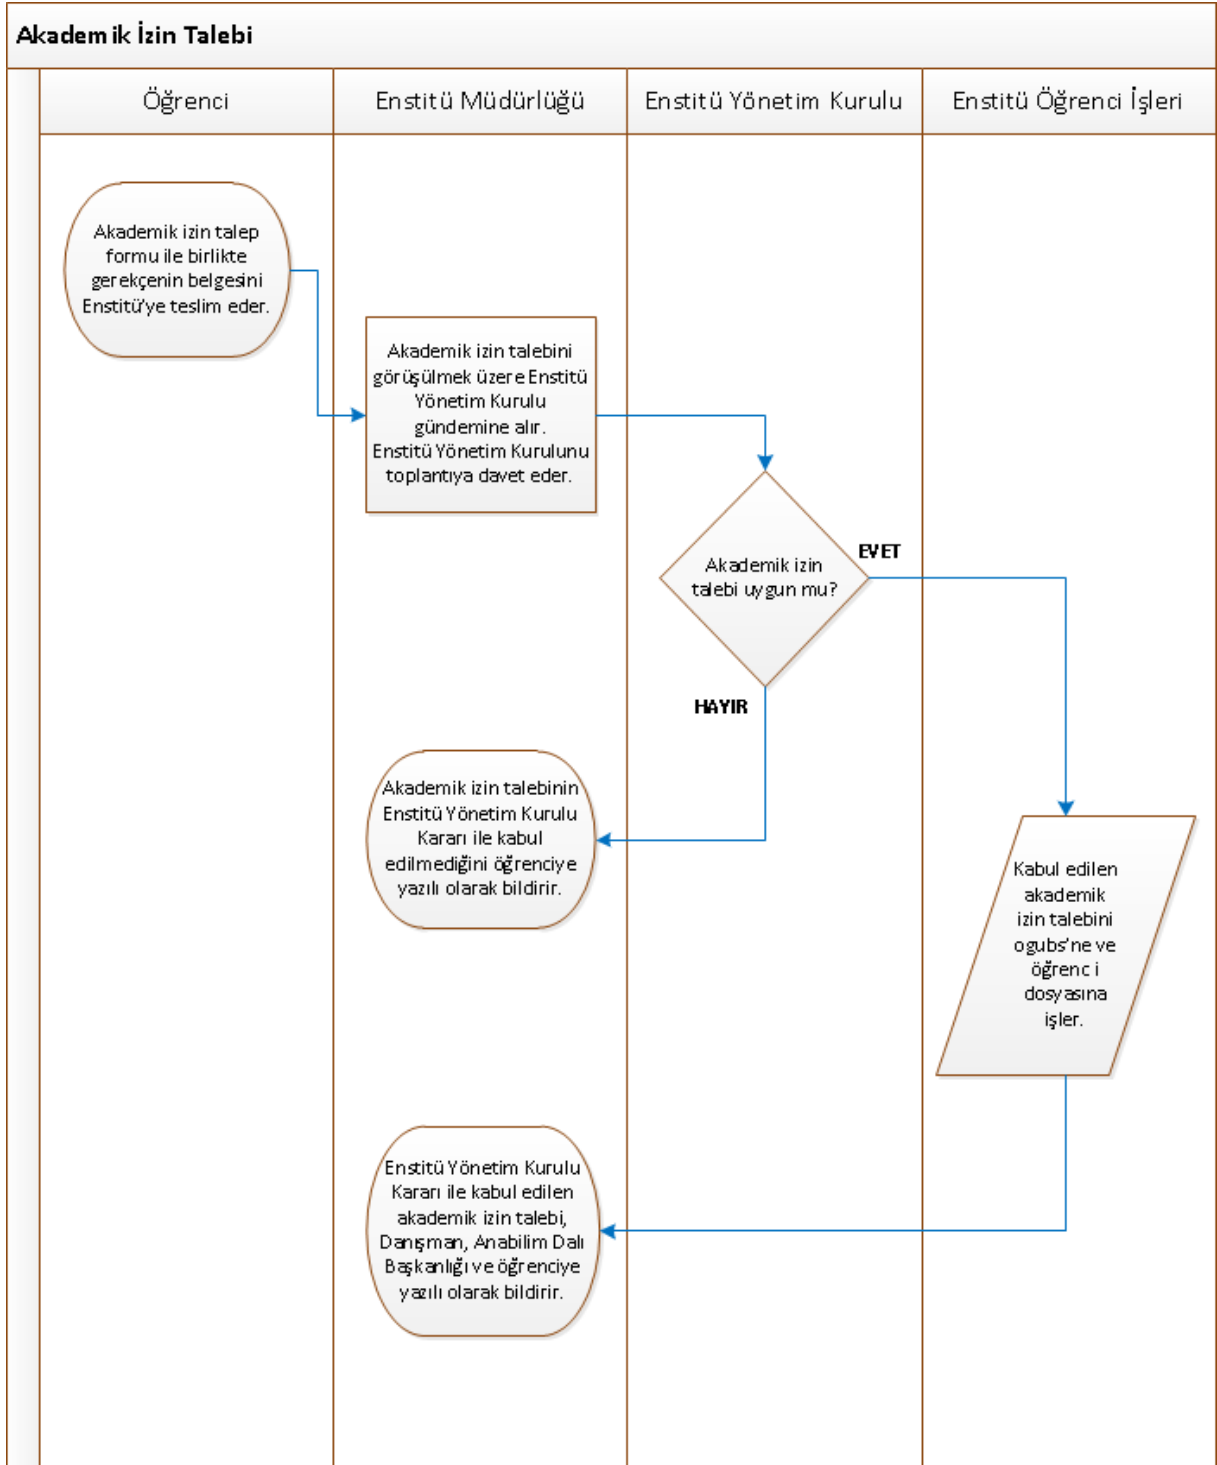 Akademik İzin Talebi
Öğrenci
Enstitü Müdürlüğü
Enstitü Yönetim Kurulu
Enstitü Öğrenci İşleri
Akademik izin talep
formu ile birlikte
gerekçenin belgesini
Enstitü'ye teslim eder.
Akademik izin talebini
görüşülmek üzere Enstitü
Yönetim Kurulu
gündemine alır.
Enstitü Yönetim Kurulunu
toplantıya davet eder.
Akademik izin
talebi uygun mu?
EVET
HAYIR
Akademik izin talebinin
Enstitü Yönetim Kurulu
Kararı ile kabul
edilmediğini öğrenciye
yazılı olarak bildirir.
Kabul edilen
akademik
izin talebini
ogubs'ne ve
öğrenci
dosyasına
işler.
Enstitü Yönetim Kurulu
Kararı ile kabul edilen
akademik izin talebi,
Danışman, Anabilim Dalı
Başkanlığı ve öğrenciye
yazılı olarak bildirir.